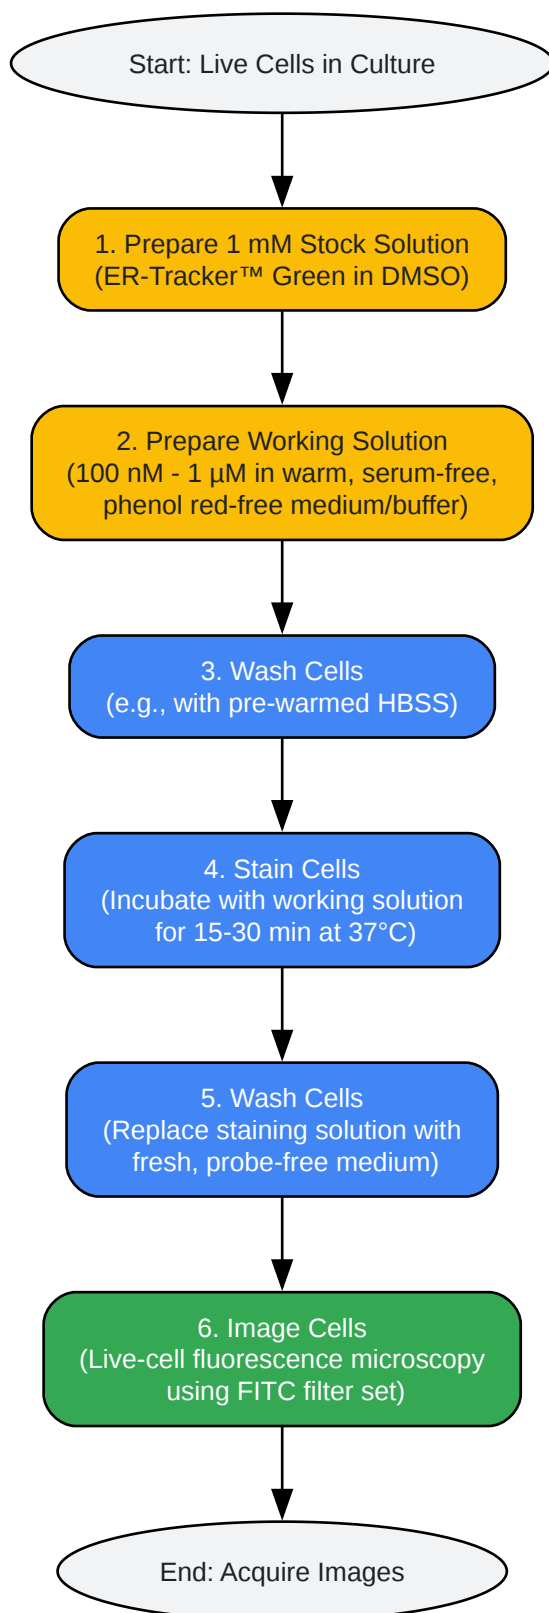 Start: Live Cells in Culture
1. Prepare 1 mM Stock Solution
(ER-Tracker™ Green in DMSO)
2. Prepare Working Solution
(100 nM - 1 µM in warm, serum-free,
phenol red-free medium/buffer)
3. Wash Cells
(e.g., with pre-warmed HBSS)
4. Stain Cells
(Incubate with working solution
for 15-30 min at 37°C)
5. Wash Cells
(Replace staining solution with
fresh, probe-free medium)
6. Image Cells
(Live-cell fluorescence microscopy
using FITC filter set)
End: Acquire Images